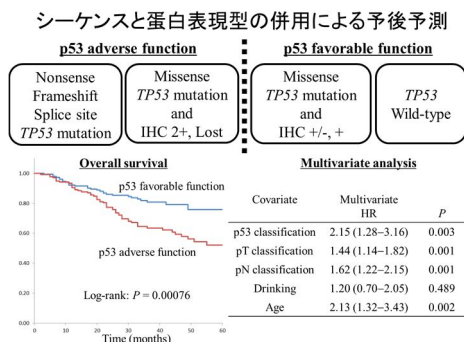 シーケンスと蛋白表現型の併用による予後予測
p53 adverse function
p53 favorable function
Nonsense
Frameshift
Splice site
TP53 mutation
Missense
TP53 mutation
and
IHC 2+, Lost
Missense
TP53 mutation
and
IHC +/-, +
TP53
Wild-type
Overall survival
1.00
0.80
0.60
0.40
0.20
0.00
p53 favorable function
p53 adverse function
Log-rank: P = 0.00076
0 10 20 30 40 50 60
Time (months)
Multivariate analysis
Covariate Multivariate HR P
p53 classification 2.15 (1.28−3.16) 0.003
pT classification 1.44 (1.14−1.82) 0.001
pN classification 1.62 (1.22−2.15) 0.001
Drinking 1.20 (0.70−2.05) 0.489
Age 2.13 (1.32−3.43) 0.002